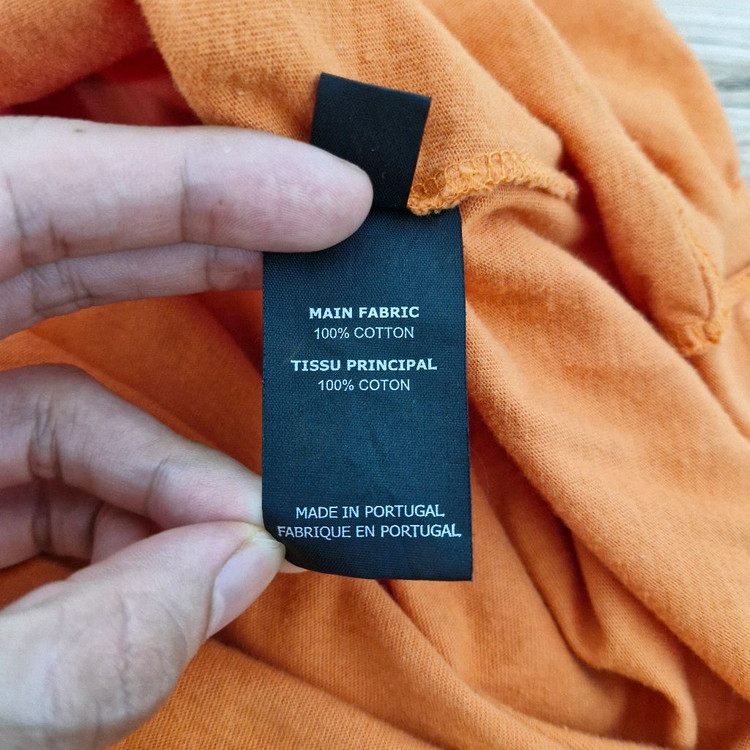 MAIN FABRIC
100% COTTON
TISSU PRINCIPAL
100% COTON
MADE IN PORTUGAL
FABRIQUE EN PORTUGAL